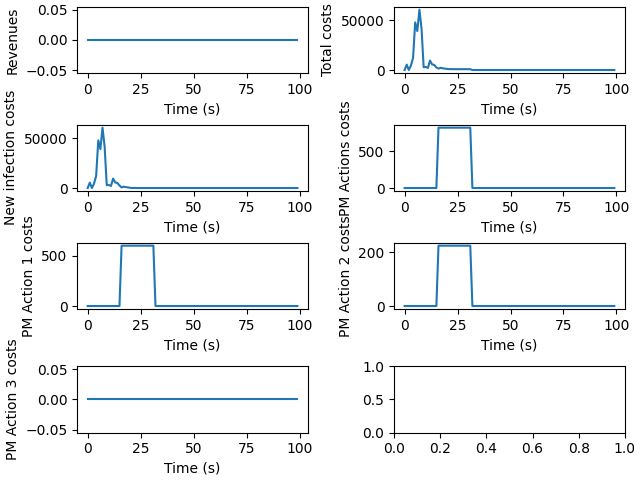 Revenues
0.05
0.00
−0.05
0 25 50 75 100
Time (s)
Total costs
50000
0
0 25 50 75 100
Time (s)
New infection costs
50000
0
0 25 50 75 100
Time (s)
PM Actions costs
500
0
0 25 50 75 100
Time (s)
PM Action 1 costs
500
0
0 25 50 75 100
Time (s)
PM Action 2 costs
200
0
0 25 50 75 100
Time (s)
PM Action 3 costs
0.05
0.00
−0.05
0 25 50 75 100
Time (s)
1.0
0.5
0.0
0.0 0.2 0.4 0.6 0.8 1.0